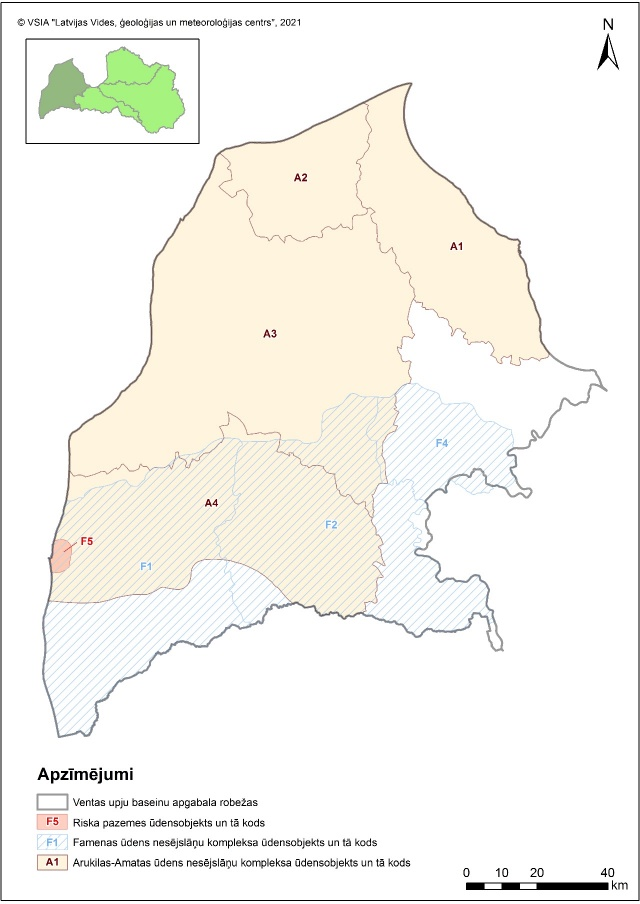 © VSIA "Latvijas Vides, ģeoloģijas un meteoroloģijas centrs", 2021
N
A2
A1
A3
F4
A4
F2
F5
F1
Apzīmējumi
Ventas upju baseinu apgabala robežas
F5 Riska pazemes ūdensobjekts un tā kods
F1 Famenas ūdens nesējslāņu kompleksa ūdensobjekts un tā kods
A1 Arukilas-Amatas ūdens nesējslāņu kompleksa ūdensobjekts un tā kods
0 10 20 40
km